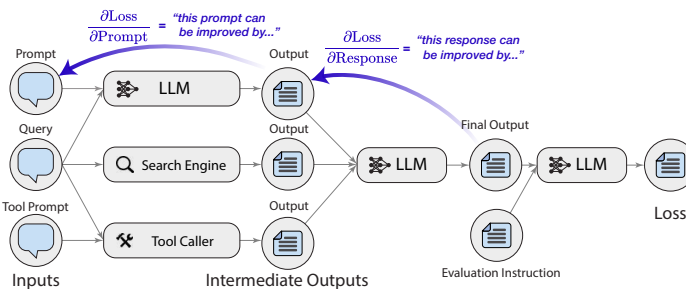 ∂Loss
∂Prompt
= “this prompt can
be improved by...”
∂Loss
∂Response
= “this response can
be improved by...”
Prompt
LLM
Output
Query
Search Engine
Output
LLM
Final Output
LLM
Loss
Tool Prompt
Tool Caller
Output
Evaluation Instruction
Inputs
Intermediate Outputs